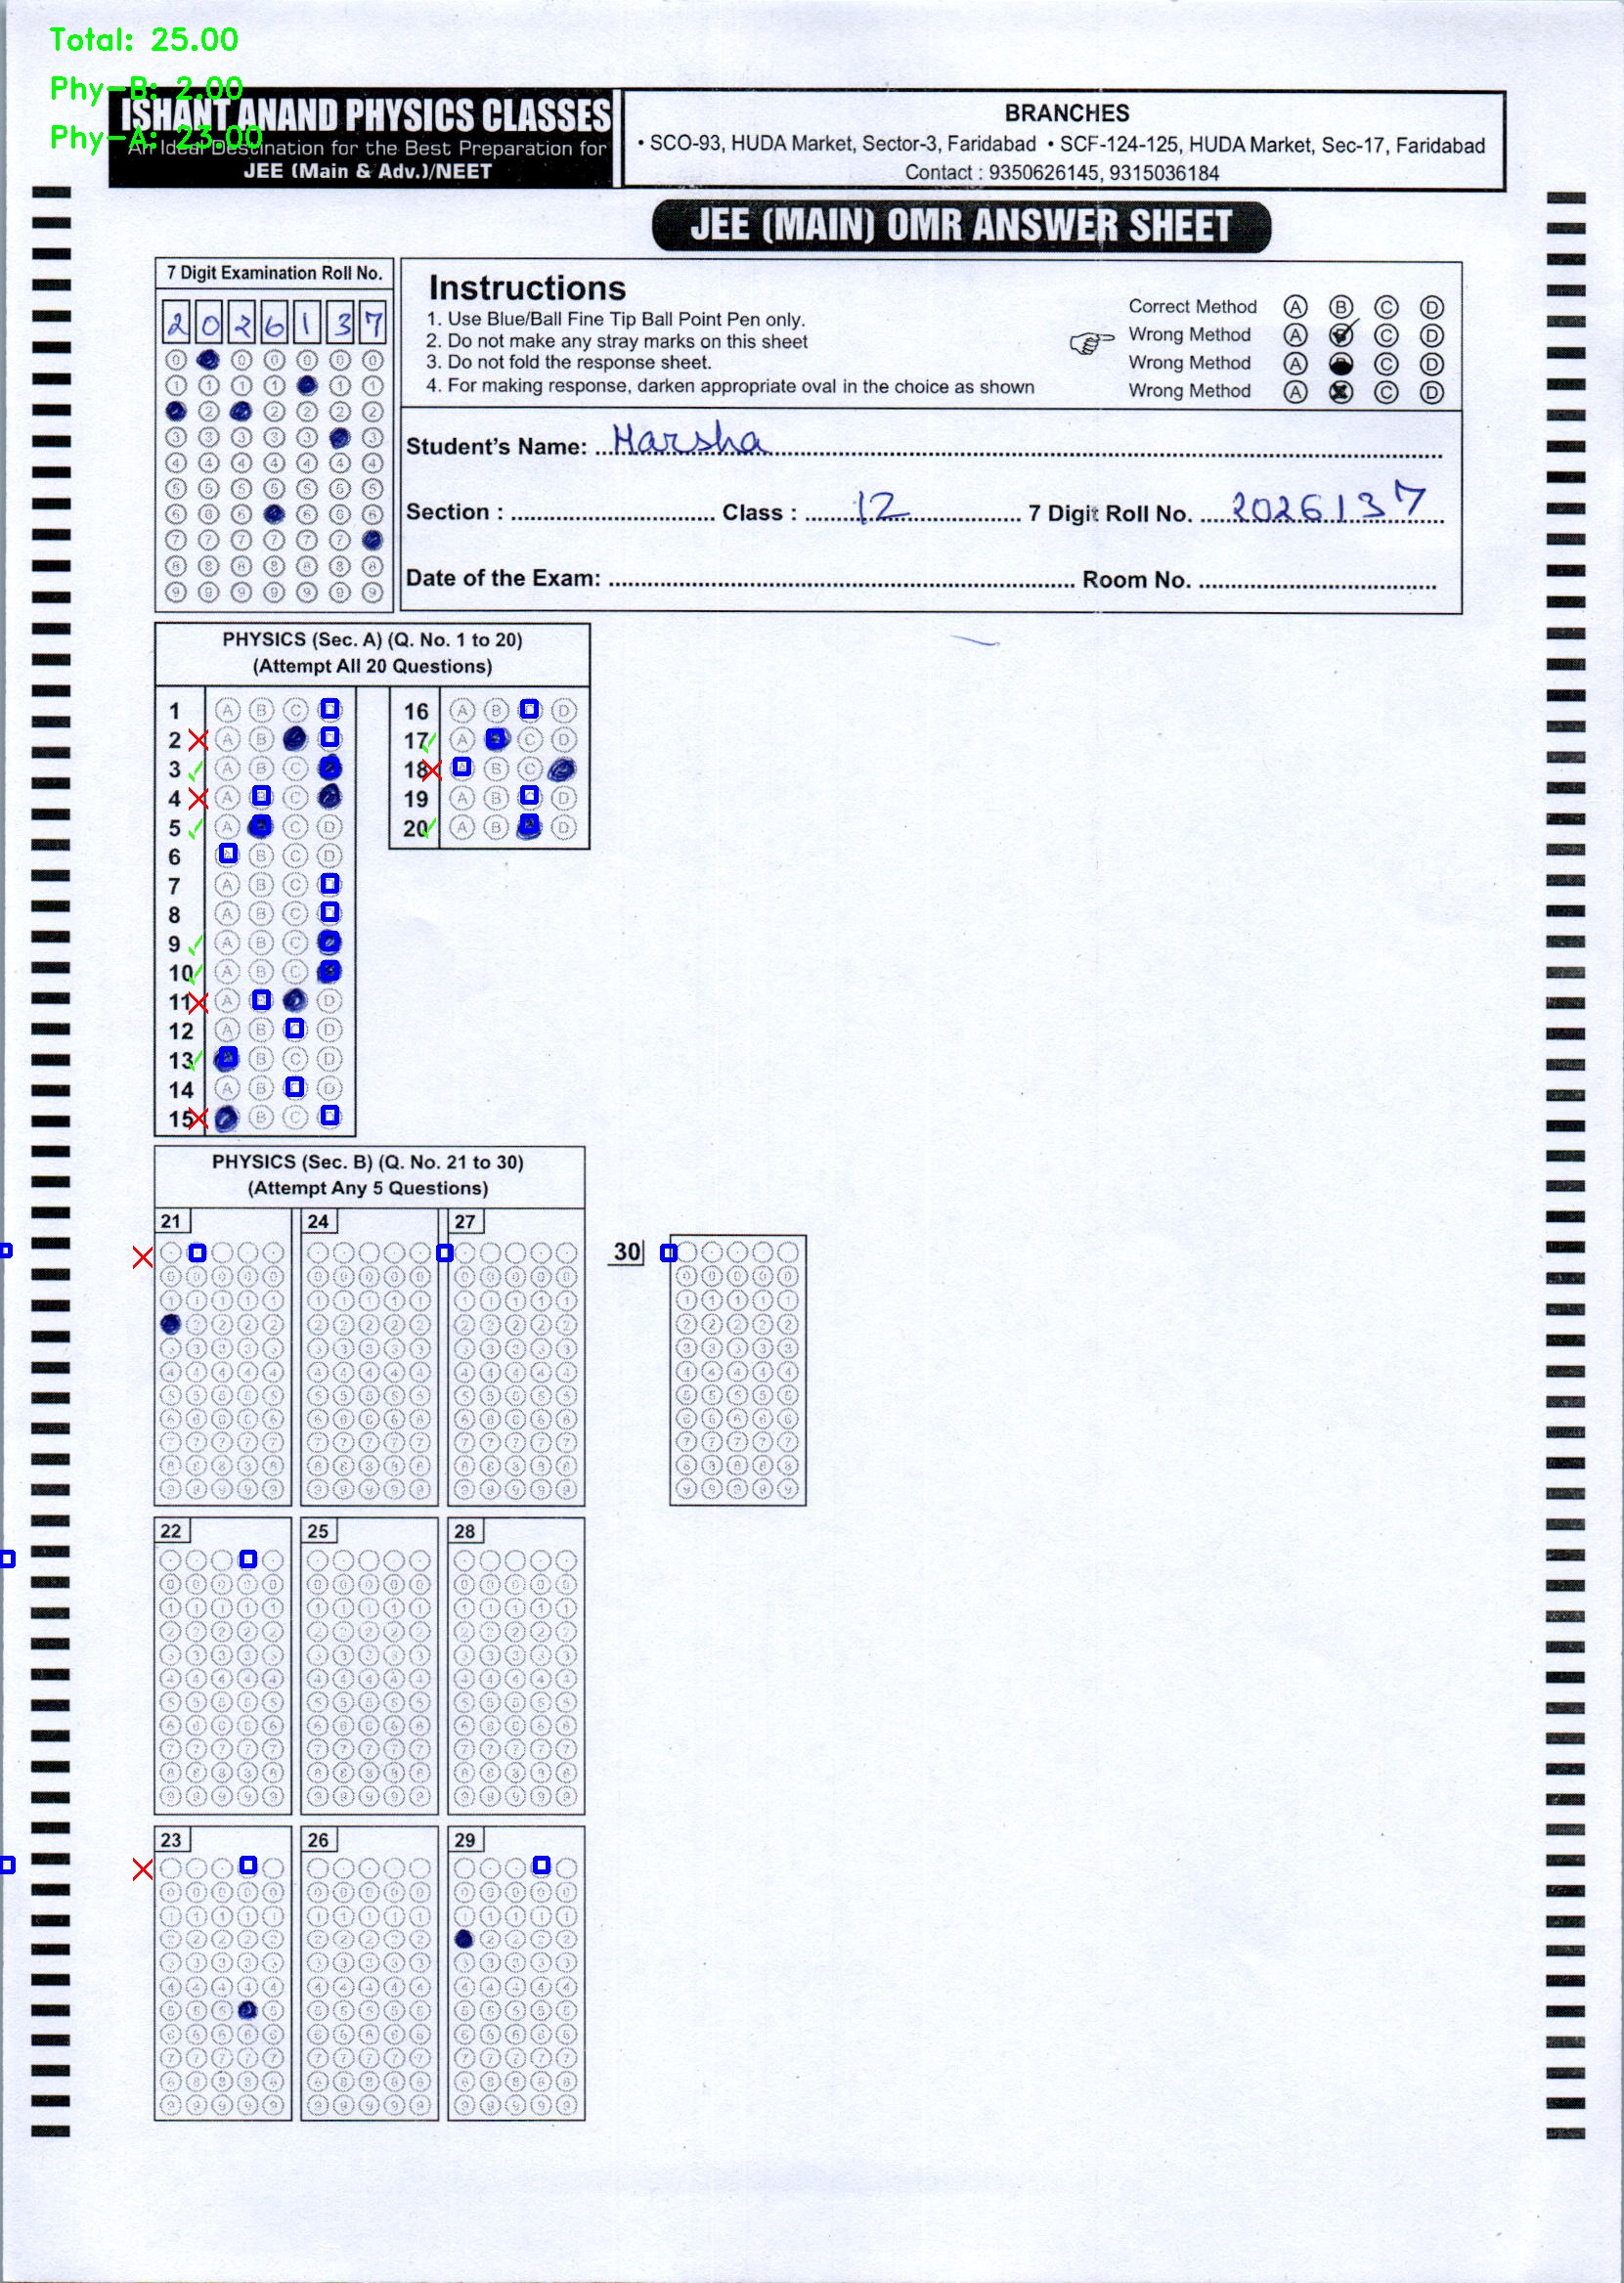 Total: 25.00
Phy-B: 2.00
Phy-A: 23.00
ISHANT ANAND PHYSICS CLASSES
An Ideal Destination for the Best Preparation for
JEE (Main & Adv.)/NEET
BRANCHES
• SCO-93, HUDA Market, Sector-3, Faridabad • SCF-124-125, HUDA Market, Sec-17, Faridabad
Contact : 9350626145, 9315036184
JEE (MAIN) OMR ANSWER SHEET
7 Digit Examination Roll No.
2 0 2 6 1 3 7
Instructions
1. Use Blue/Ball Fine Tip Ball Point Pen only.
2. Do not make any stray marks on this sheet
3. Do not fold the response sheet.
4. For making response, darken appropriate oval in the choice as shown
Correct Method A B C D
Wrong Method A C D
Wrong Method A C D
Wrong Method A C D
Student's Name: Harsha
Section : Class : 12 7 Digit Roll No. 2026137
Date of the Exam: Room No.
PHYSICS (Sec. A) (Q. No. 1 to 20)
(Attempt All 20 Questions)
1 A B C
2 A B
3 A B C
4 A C
5 A C D
6 B C D
7 A B C
8 A B C
9 A B C
10 A B C
11 A D
12 A B D
13 B C D
14 A B D
15 B C
16 A B D
17 A C D
18 B C
19 A B D
20 A B D
PHYSICS (Sec. B) (Q. No. 21 to 30)
(Attempt Any 5 Questions)
21 24 27
30
22 25 28
23 26 29